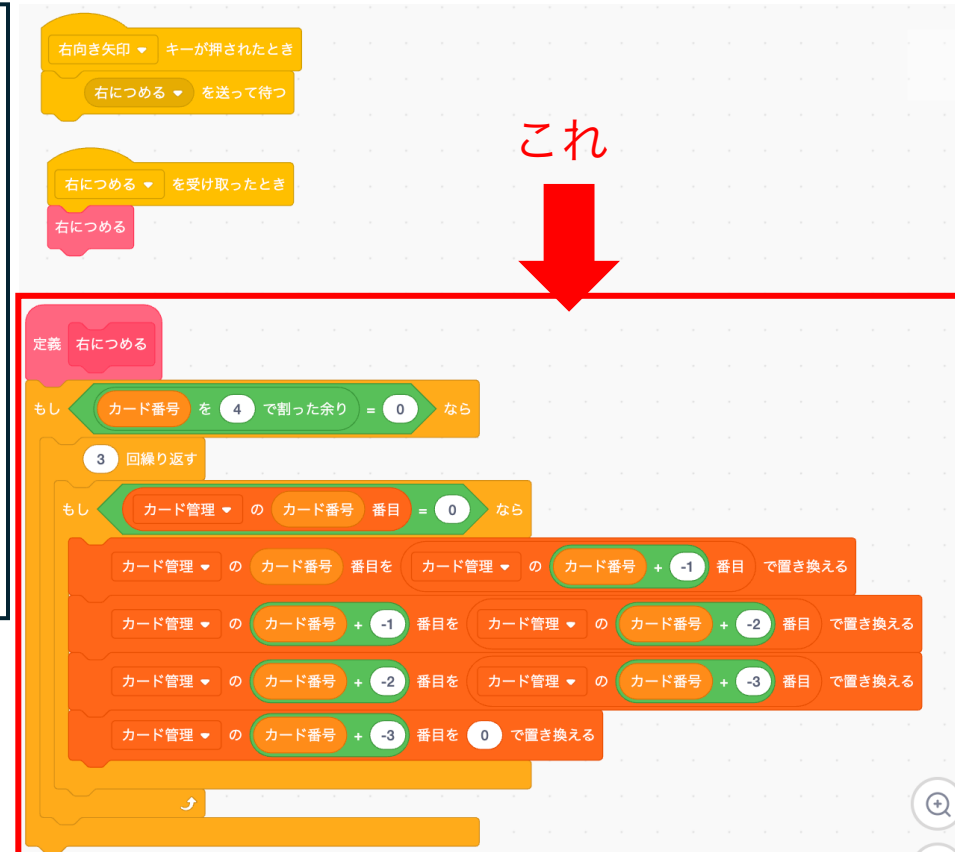 右向き矢印 キーが押されたとき
右につめる を送って待つ
これ
右につめる を受け取ったとき
右につめる
定義 右につめる
もし カード番号 を 4 で割った余り = 0 なら
3 回繰り返す
もし カード管理 の カード番号 番目 = 0 なら
カード管理 の カード番号 番目を カード管理 の カード番号 + -1 番目 で置き換える
カード管理 の カード番号 + -1 番目を カード管理 の カード番号 + -2 番目 で置き換える
カード管理 の カード番号 + -2 番目を カード管理 の カード番号 + -3 番目 で置き換える
カード管理 の カード番号 + -3 番目を 0 で置き換える